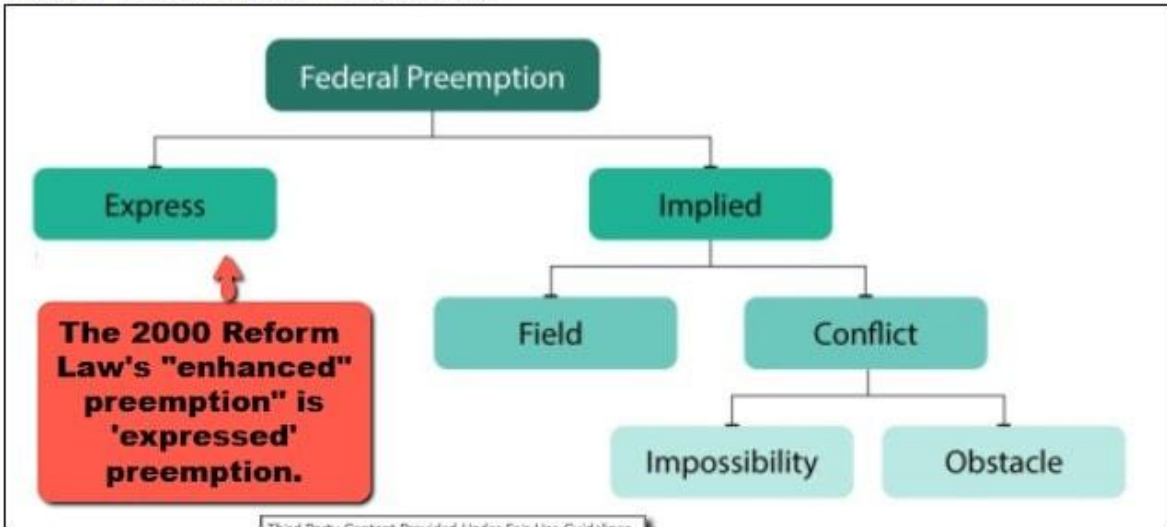 Federal Preemption
Express
Implied
The 2000 Reform
Law's "enhanced"
preemption" is
'expressed'
preemption.
Field
Conflict
Impossibility
Obstacle
Third Party Content Provided Under Fair Use Guidelines